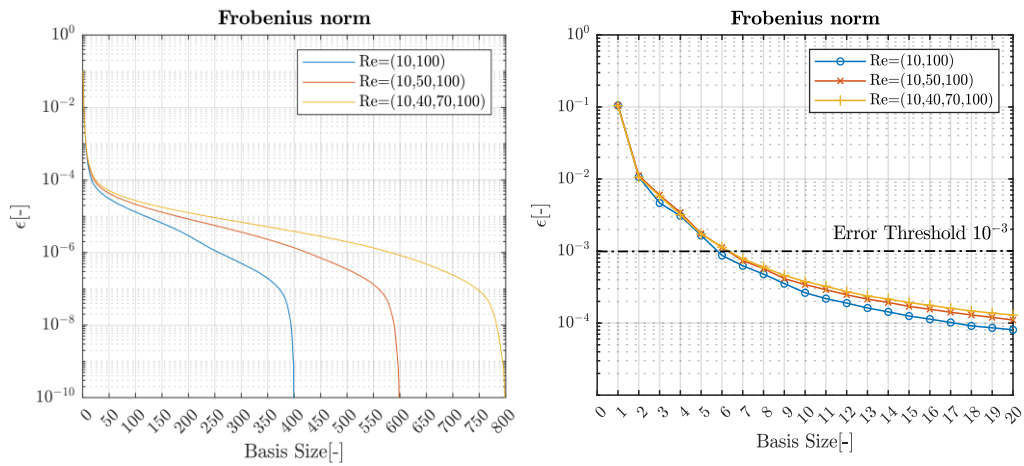 Frobenius norm
10^0
10^-2
10^-4
10^-6
10^-8
10^-10
ϵ[-]
Re=(10,100)
Re=(10,50,100)
Re=(10,40,70,100)
0 50 100 150 200 250 300 350 400 450 500 550 600 650 700 750 800
Basis Size[-]
Frobenius norm
10^0
10^-1
10^-2
10^-3
10^-4
ϵ[-]
Re=(10,100)
Re=(10,50,100)
Re=(10,40,70,100)
Error Threshold 10^-3
0 1 2 3 4 5 6 7 8 9 10 11 12 13 14 15 16 17 18 19 20
Basis Size[-]